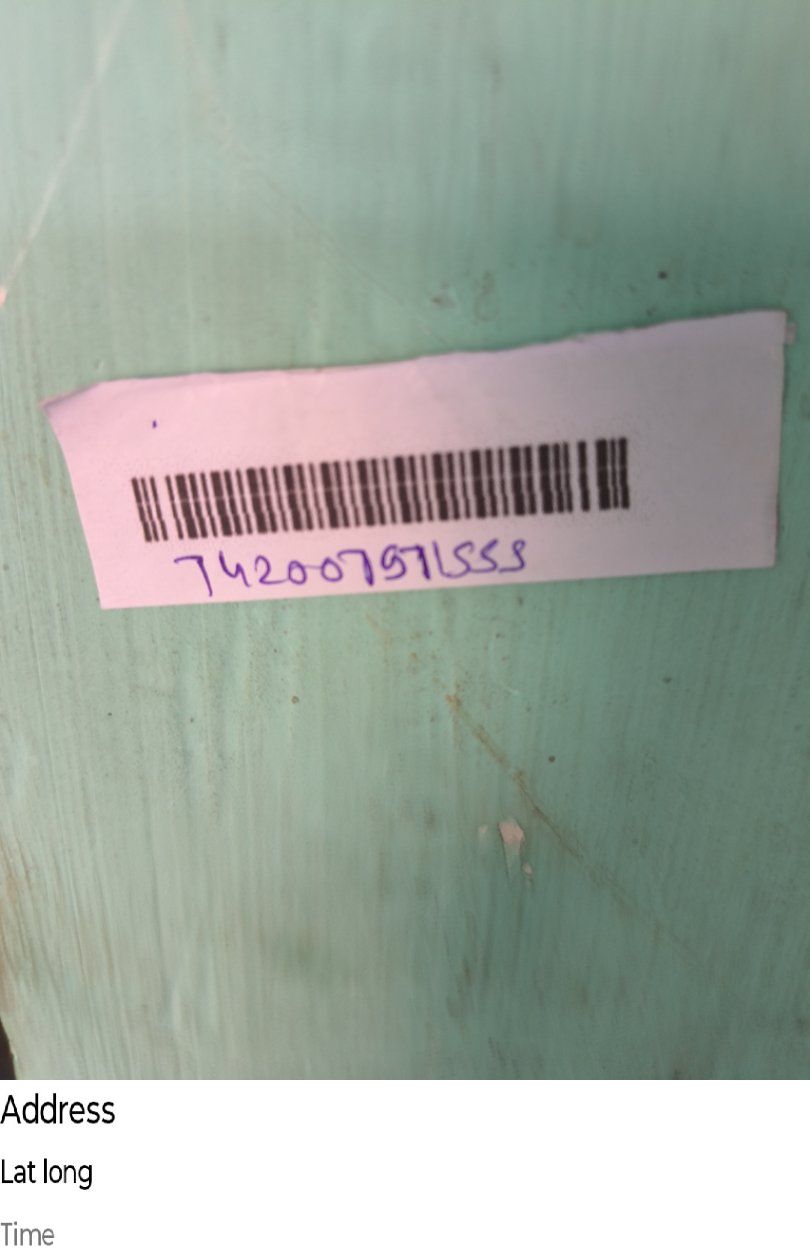 742007971555
Address
Lat long
Time